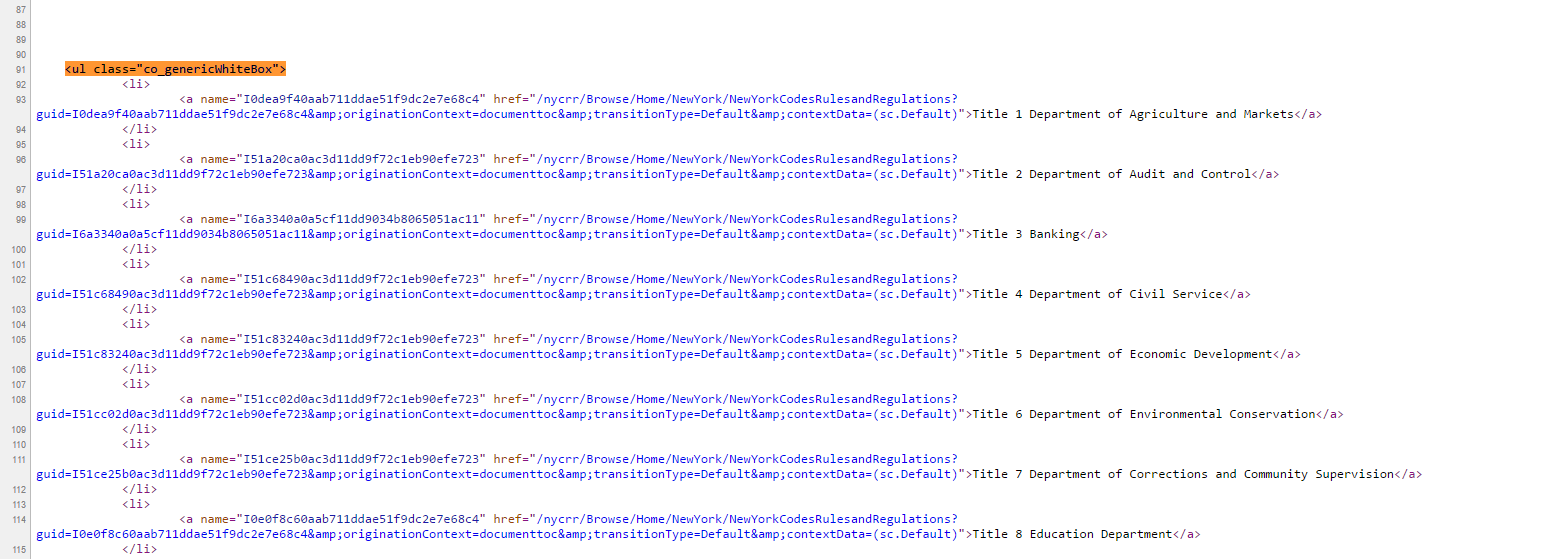 87
88
89
90
91 <ul class="co_genericWhiteBox">
92 <li>
93 <a name="I0dea9f40aab711ddae51f9dc2e7e68c4" href="/nycrr/Browse/Home/NewYork/NewYorkCodesRulesandRegulations?
guid=I0dea9f40aab711ddae51f9dc2e7e68c4&amp;originationContext=documenttoc&amp;transitionType=Default&amp;contextData=(sc.Default)">Title 1 Department of Agriculture and Markets</a>
94 </li>
95 <li>
96 <a name="I51a20ca0ac3d11dd9f72c1eb90efe723" href="/nycrr/Browse/Home/NewYork/NewYorkCodesRulesandRegulations?
guid=I51a20ca0ac3d11dd9f72c1eb90efe723&amp;originationContext=documenttoc&amp;transitionType=Default&amp;contextData=(sc.Default)">Title 2 Department of Audit and Control</a>
97 </li>
98 <li>
99 <a name="I6a3340a0a5cf11dd9034b8065051ac11" href="/nycrr/Browse/Home/NewYork/NewYorkCodesRulesandRegulations?
guid=I6a3340a0a5cf11dd9034b8065051ac11&amp;originationContext=documenttoc&amp;transitionType=Default&amp;contextData=(sc.Default)">Title 3 Banking</a>
100 </li>
101 <li>
102 <a name="I51c68490ac3d11dd9f72c1eb90efe723" href="/nycrr/Browse/Home/NewYork/NewYorkCodesRulesandRegulations?
guid=I51c68490ac3d11dd9f72c1eb90efe723&amp;originationContext=documenttoc&amp;transitionType=Default&amp;contextData=(sc.Default)">Title 4 Department of Civil Service</a>
103 </li>
104 <li>
105 <a name="I51c83240ac3d11dd9f72c1eb90efe723" href="/nycrr/Browse/Home/NewYork/NewYorkCodesRulesandRegulations?
guid=I51c83240ac3d11dd9f72c1eb90efe723&amp;originationContext=documenttoc&amp;transitionType=Default&amp;contextData=(sc.Default)">Title 5 Department of Economic Development</a>
106 </li>
107 <li>
108 <a name="I51cc02d0ac3d11dd9f72c1eb90efe723" href="/nycrr/Browse/Home/NewYork/NewYorkCodesRulesandRegulations?
guid=I51cc02d0ac3d11dd9f72c1eb90efe723&amp;originationContext=documenttoc&amp;transitionType=Default&amp;contextData=(sc.Default)">Title 6 Department of Environmental Conservation</a>
109 </li>
110 <li>
111 <a name="I51ce25b0ac3d11dd9f72c1eb90efe723" href="/nycrr/Browse/Home/NewYork/NewYorkCodesRulesandRegulations?
guid=I51ce25b0ac3d11dd9f72c1eb90efe723&amp;originationContext=documenttoc&amp;transitionType=Default&amp;contextData=(sc.Default)">Title 7 Department of Corrections and Community Supervision</a>
112 </li>
113 <li>
114 <a name="I0e0f8c60aab711ddae51f9dc2e7e68c4" href="/nycrr/Browse/Home/NewYork/NewYorkCodesRulesandRegulations?
guid=I0e0f8c60aab711ddae51f9dc2e7e68c4&amp;originationContext=documenttoc&amp;transitionType=Default&amp;contextData=(sc.Default)">Title 8 Education Department</a>
115 </li>